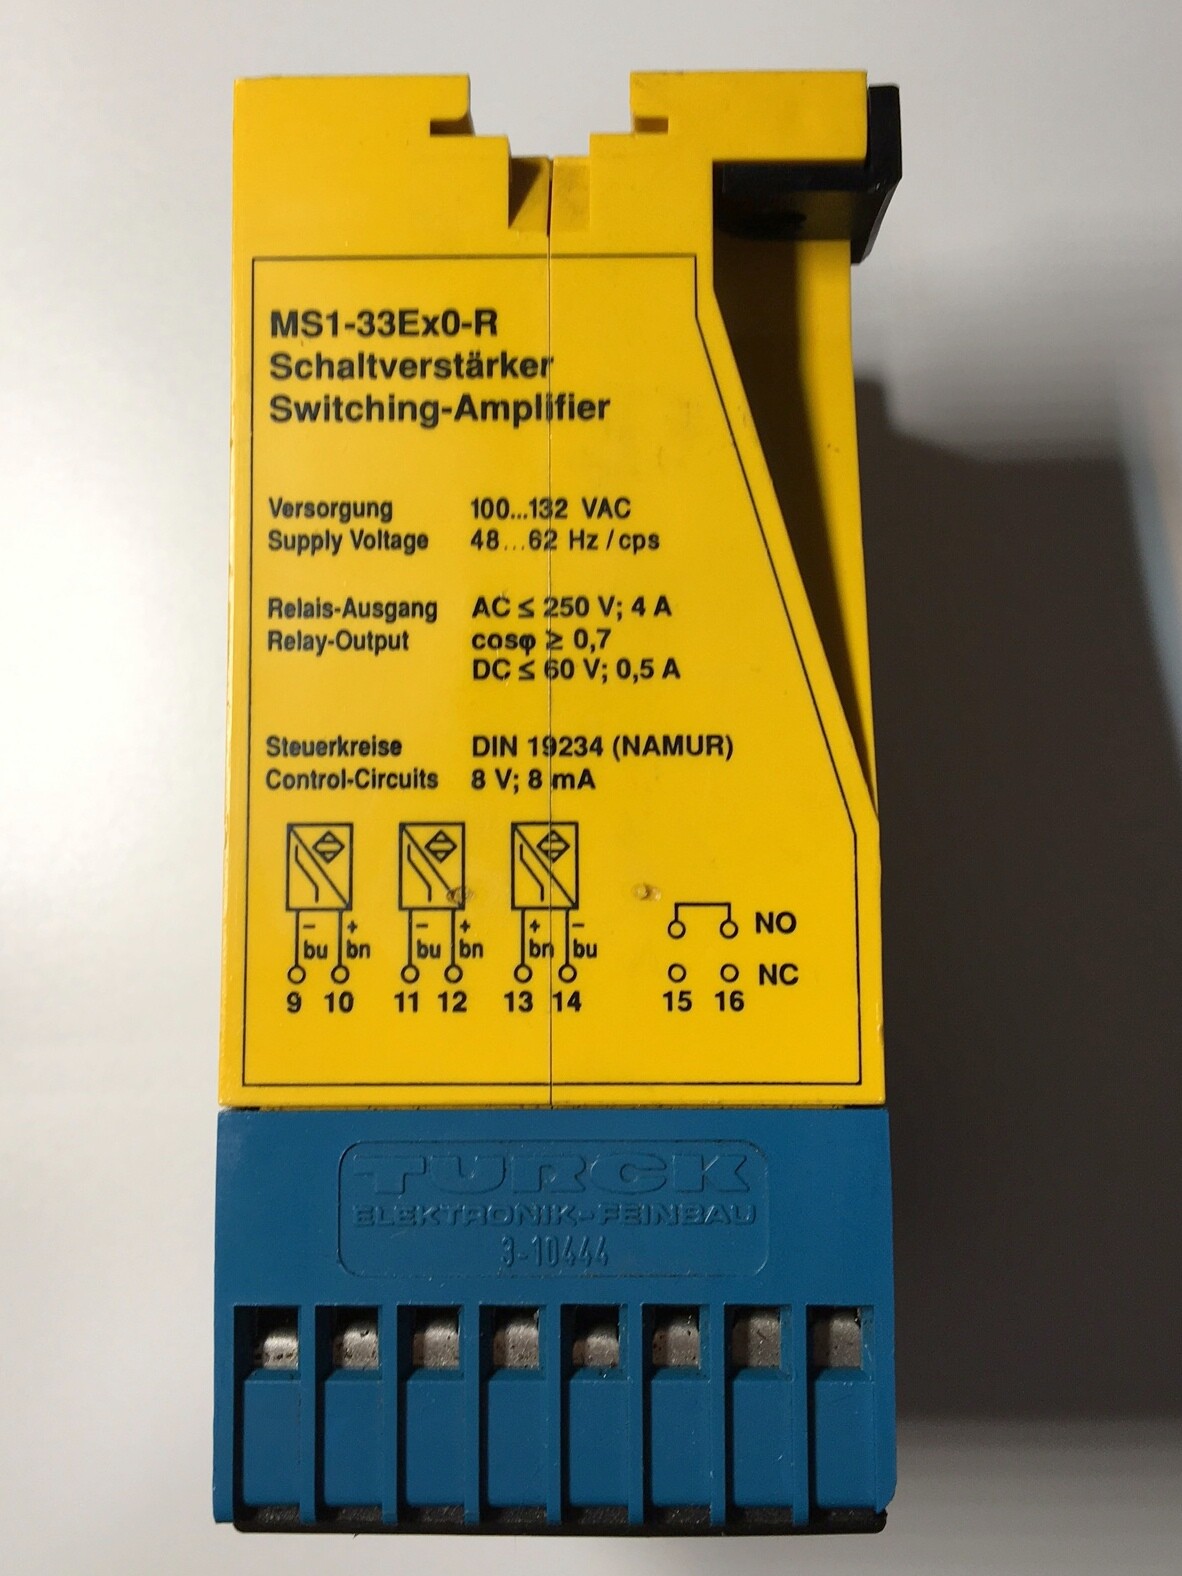 MS1-33Ex0-R
Schaltverstärker
Switching-Amplifier
Versorgung 100...132 VAC
Supply Voltage 48...62 Hz / cps
Relais-Ausgang AC ≤ 250 V; 4 A
Relay-Output cosφ ≥ 0,7
DC ≤ 60 V; 0,5 A
Steuerkreise DIN 19234 (NAMUR)
Control-Circuits 8 V; 8 mA
- + - + + - NO
bu bn bu bn bn bu
NC
9 10 11 12 13 14 15 16
TURCK
ELEKTRONIK-FEINBAU
3-10444